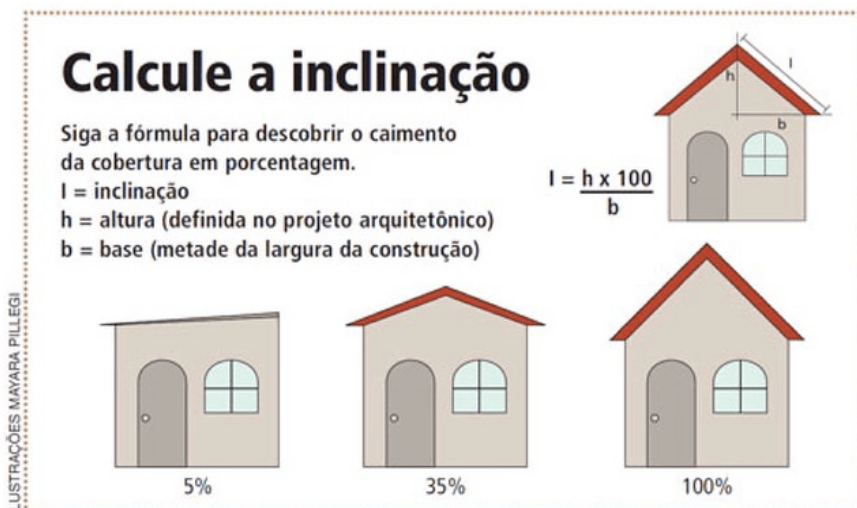 Calcule a inclinação
Siga a fórmula para descobrir o caimento
da cobertura em porcentagem.
I = inclinação
h = altura (definida no projeto arquitetônico)
b = base (metade da largura da construção)
I = h x 100
b
h
I
b
5%
35%
100%
LUSTRAÇÕES MAYARA PILLEGI